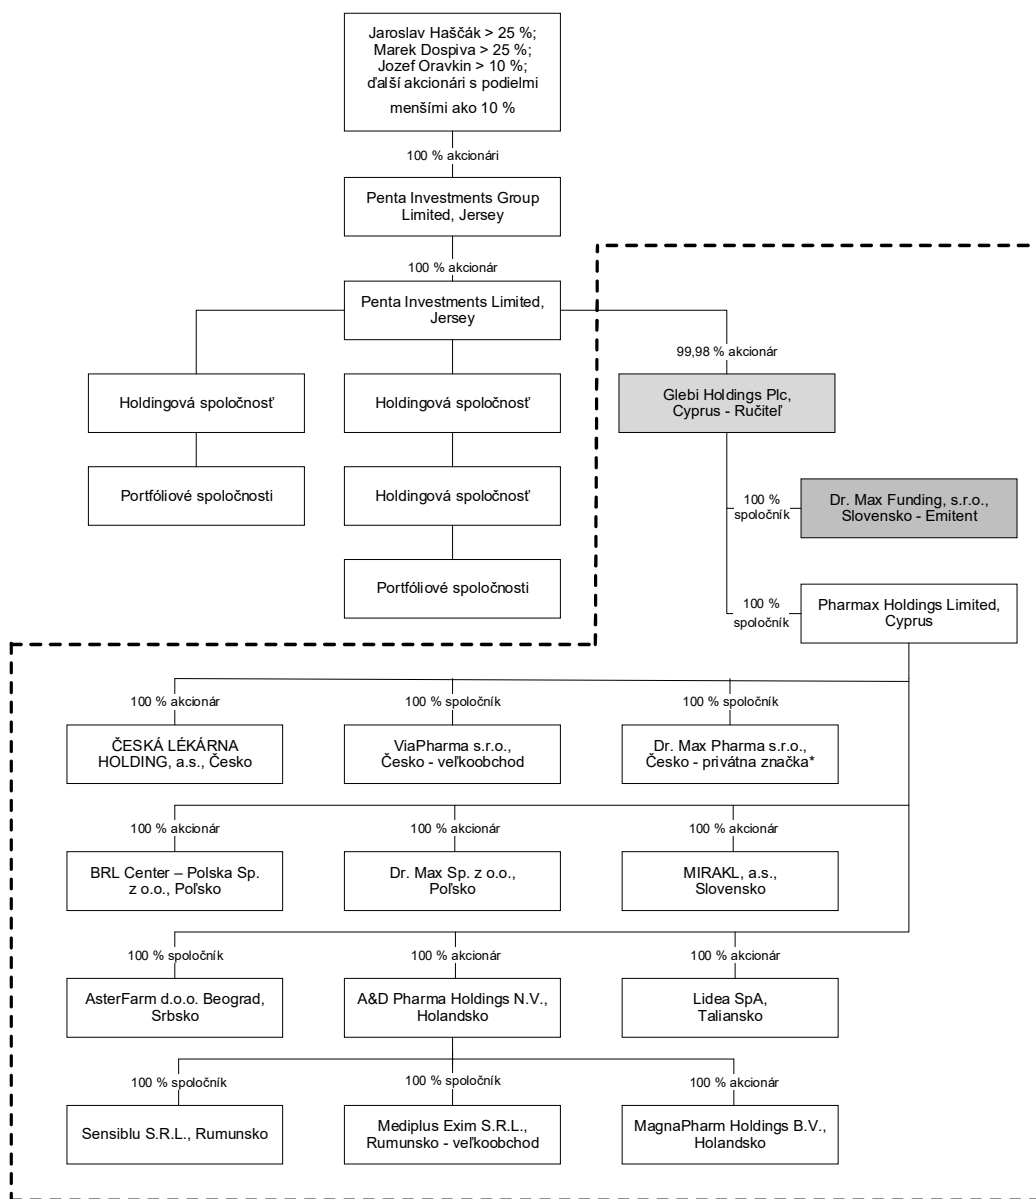 Jaroslav Haščák > 25 %;
Marek Dospiva > 25 %;
Jozef Oravkin > 10 %;
ďalší akcionári s podielmi
menšími ako 10 %
100 % akcionári
Penta Investments Group
Limited, Jersey
100 % akcionár
Penta Investments Limited,
Jersey
99,98 % akcionár
Holdingová spoločnosť
Holdingová spoločnosť
Glebi Holdings Plc,
Cyprus - Ručiteľ
Portfóliové spoločnosti
Holdingová spoločnosť
100 %
spoločník
Dr. Max Funding, s.r.o.,
Slovensko - Emitent
Portfóliové spoločnosti
100 %
spoločník
Pharmax Holdings Limited,
Cyprus
100 % akcionár
100 % spoločník
100 % spoločník
ČESKÁ LÉKÁRNA
HOLDING, a.s., Česko
ViaPharma s.r.o.,
Česko - veľkoobchod
Dr. Max Pharma s.r.o.,
Česko - privátna značka*
100 % akcionár
100 % akcionár
100 % akcionár
BRL Center – Polska Sp.
z o.o., Poľsko
Dr. Max Sp. z o.o.,
Poľsko
MIRAKL, a.s.,
Slovensko
100 % spoločník
100 % akcionár
100 % akcionár
AsterFarm d.o.o. Beograd,
Srbsko
A&D Pharma Holdings N.V.,
Holandsko
Lidea SpA,
Taliansko
100 % spoločník
100 % spoločník
100 % akcionár
Sensiblu S.R.L., Rumunsko
Mediplus Exim S.R.L.,
Rumunsko - veľkoobchod
MagnaPharm Holdings B.V.,
Holandsko